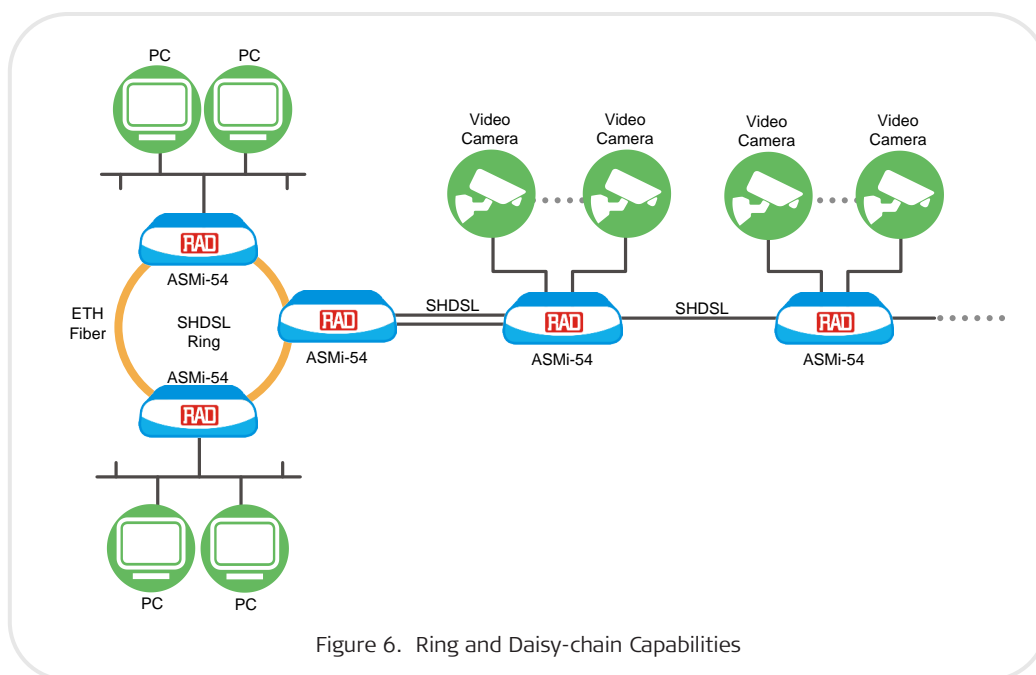 PC
PC
Video
Camera
Video
Camera
Video
Camera
Video
Camera
RAD
ASMi-54
ETH
Fiber
SHDSL
Ring
RAD
ASMi-54
SHDSL
RAD
ASMi-54
SHDSL
RAD
ASMi-54
ASMi-54
RAD
PC
PC
Figure 6. Ring and Daisy-chain Capabilities